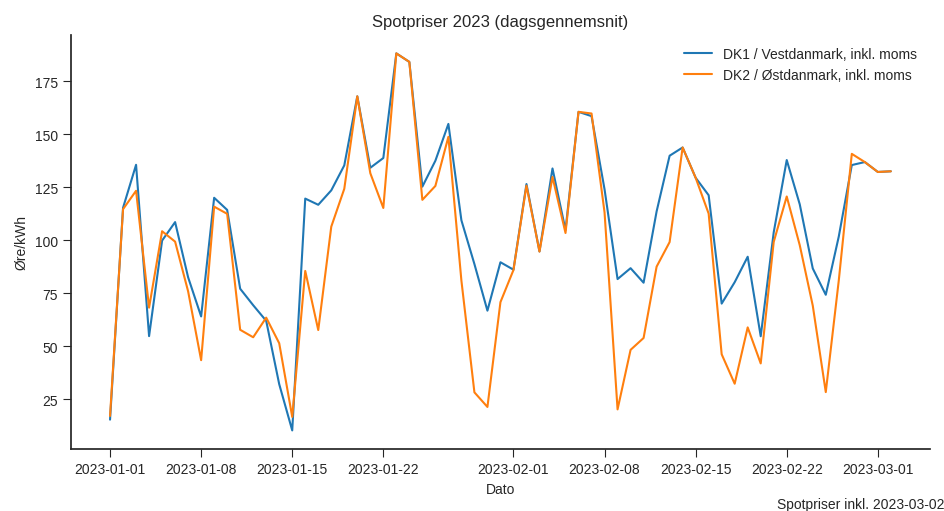 Spotpriser 2023 (dagsgennemsnit)
DK1 / Vestdanmark, inkl. moms
DK2 / Østdanmark, inkl. moms
Øre/kWh
175
150
125
100
75
50
25
2023-01-01 2023-01-08 2023-01-15 2023-01-22 2023-02-01 2023-02-08 2023-02-15 2023-02-22 2023-03-01
Dato
Spotpriser inkl. 2023-03-02